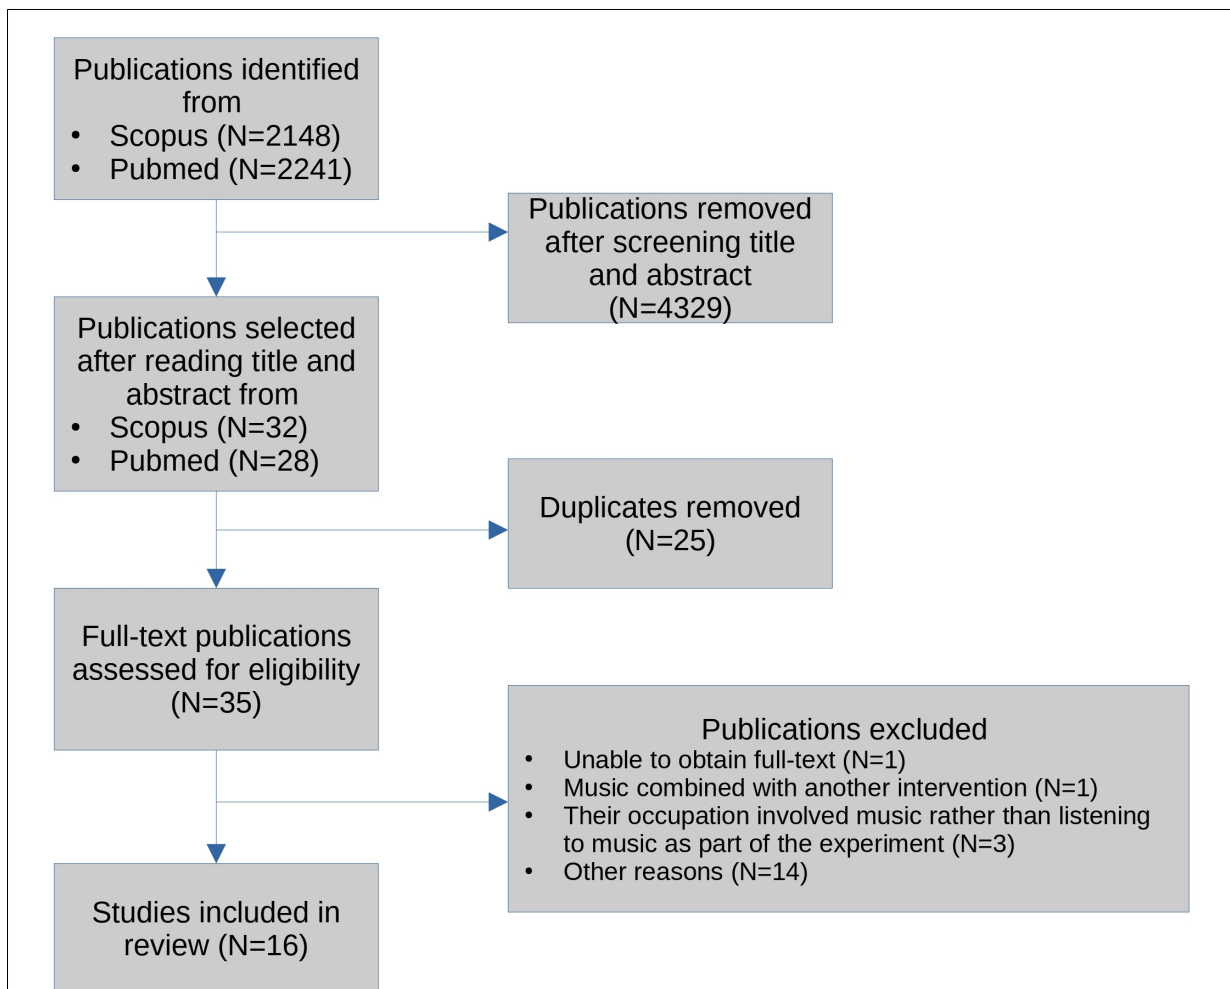 Publications identified
from
• Scopus (N=2148)
• Pubmed (N=2241)
Publications removed
after screening title
and abstract
(N=4329)
Publications selected
after reading title and
abstract from
• Scopus (N=32)
• Pubmed (N=28)
Duplicates removed
(N=25)
Full-text publications
assessed for eligibility
(N=35)
Publications excluded
• Unable to obtain full-text (N=1)
• Music combined with another intervention (N=1)
• Their occupation involved music rather than listening
to music as part of the experiment (N=3)
• Other reasons (N=14)
Studies included in
review (N=16)